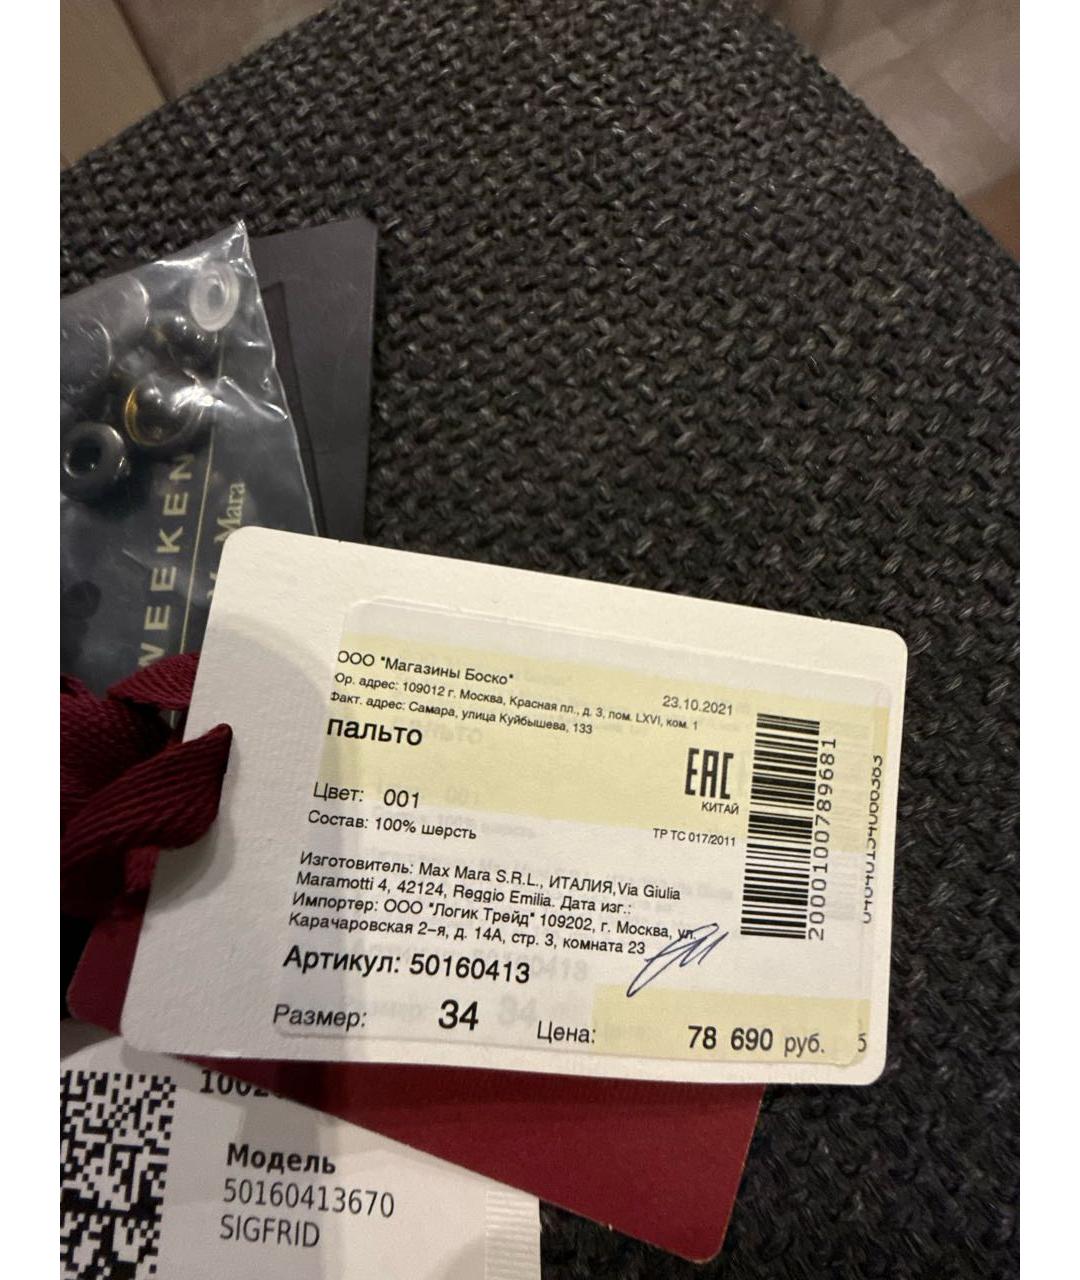 WEEKEN
Mara
ООО "Магазины Боско"
Юр. адрес: 109012 г. Москва, Красная пл., д. 3, пом. LXVI, ком. 1
Факт. адрес: Самара, улица Куйбышева, 133
23.10.2021
пальто
EAC
КИТАЙ
Цвет: 001
Состав: 100% шерсть
ТР ТС 017/2011
Изготовитель: Max Mara S.R.L., ИТАЛИЯ,Via Giulia
Maramotti 4, 42124, Reggio Emilia. Дата изг.:
Импортер: ООО "Логик Трейд" 109202, г. Москва, ул.
Карачаровская 2-я, д. 14А, стр. 3, комната 23
Артикул: 50160413
Размер: 34
Цена: 78 690 руб.
2000100789681
Модель
50160413670
SIGFRID